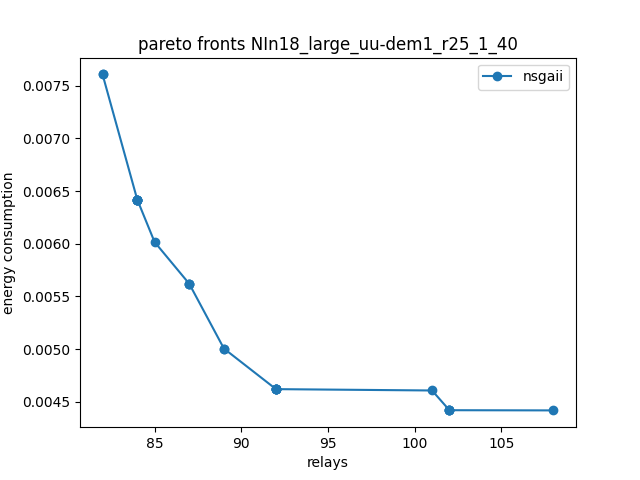 pareto fronts NIn18_large_uu-dem1_r25_1_40
nsgaii
energy consumption
0.0075
0.0070
0.0065
0.0060
0.0055
0.0050
0.0045
85 90 95 100 105
relays